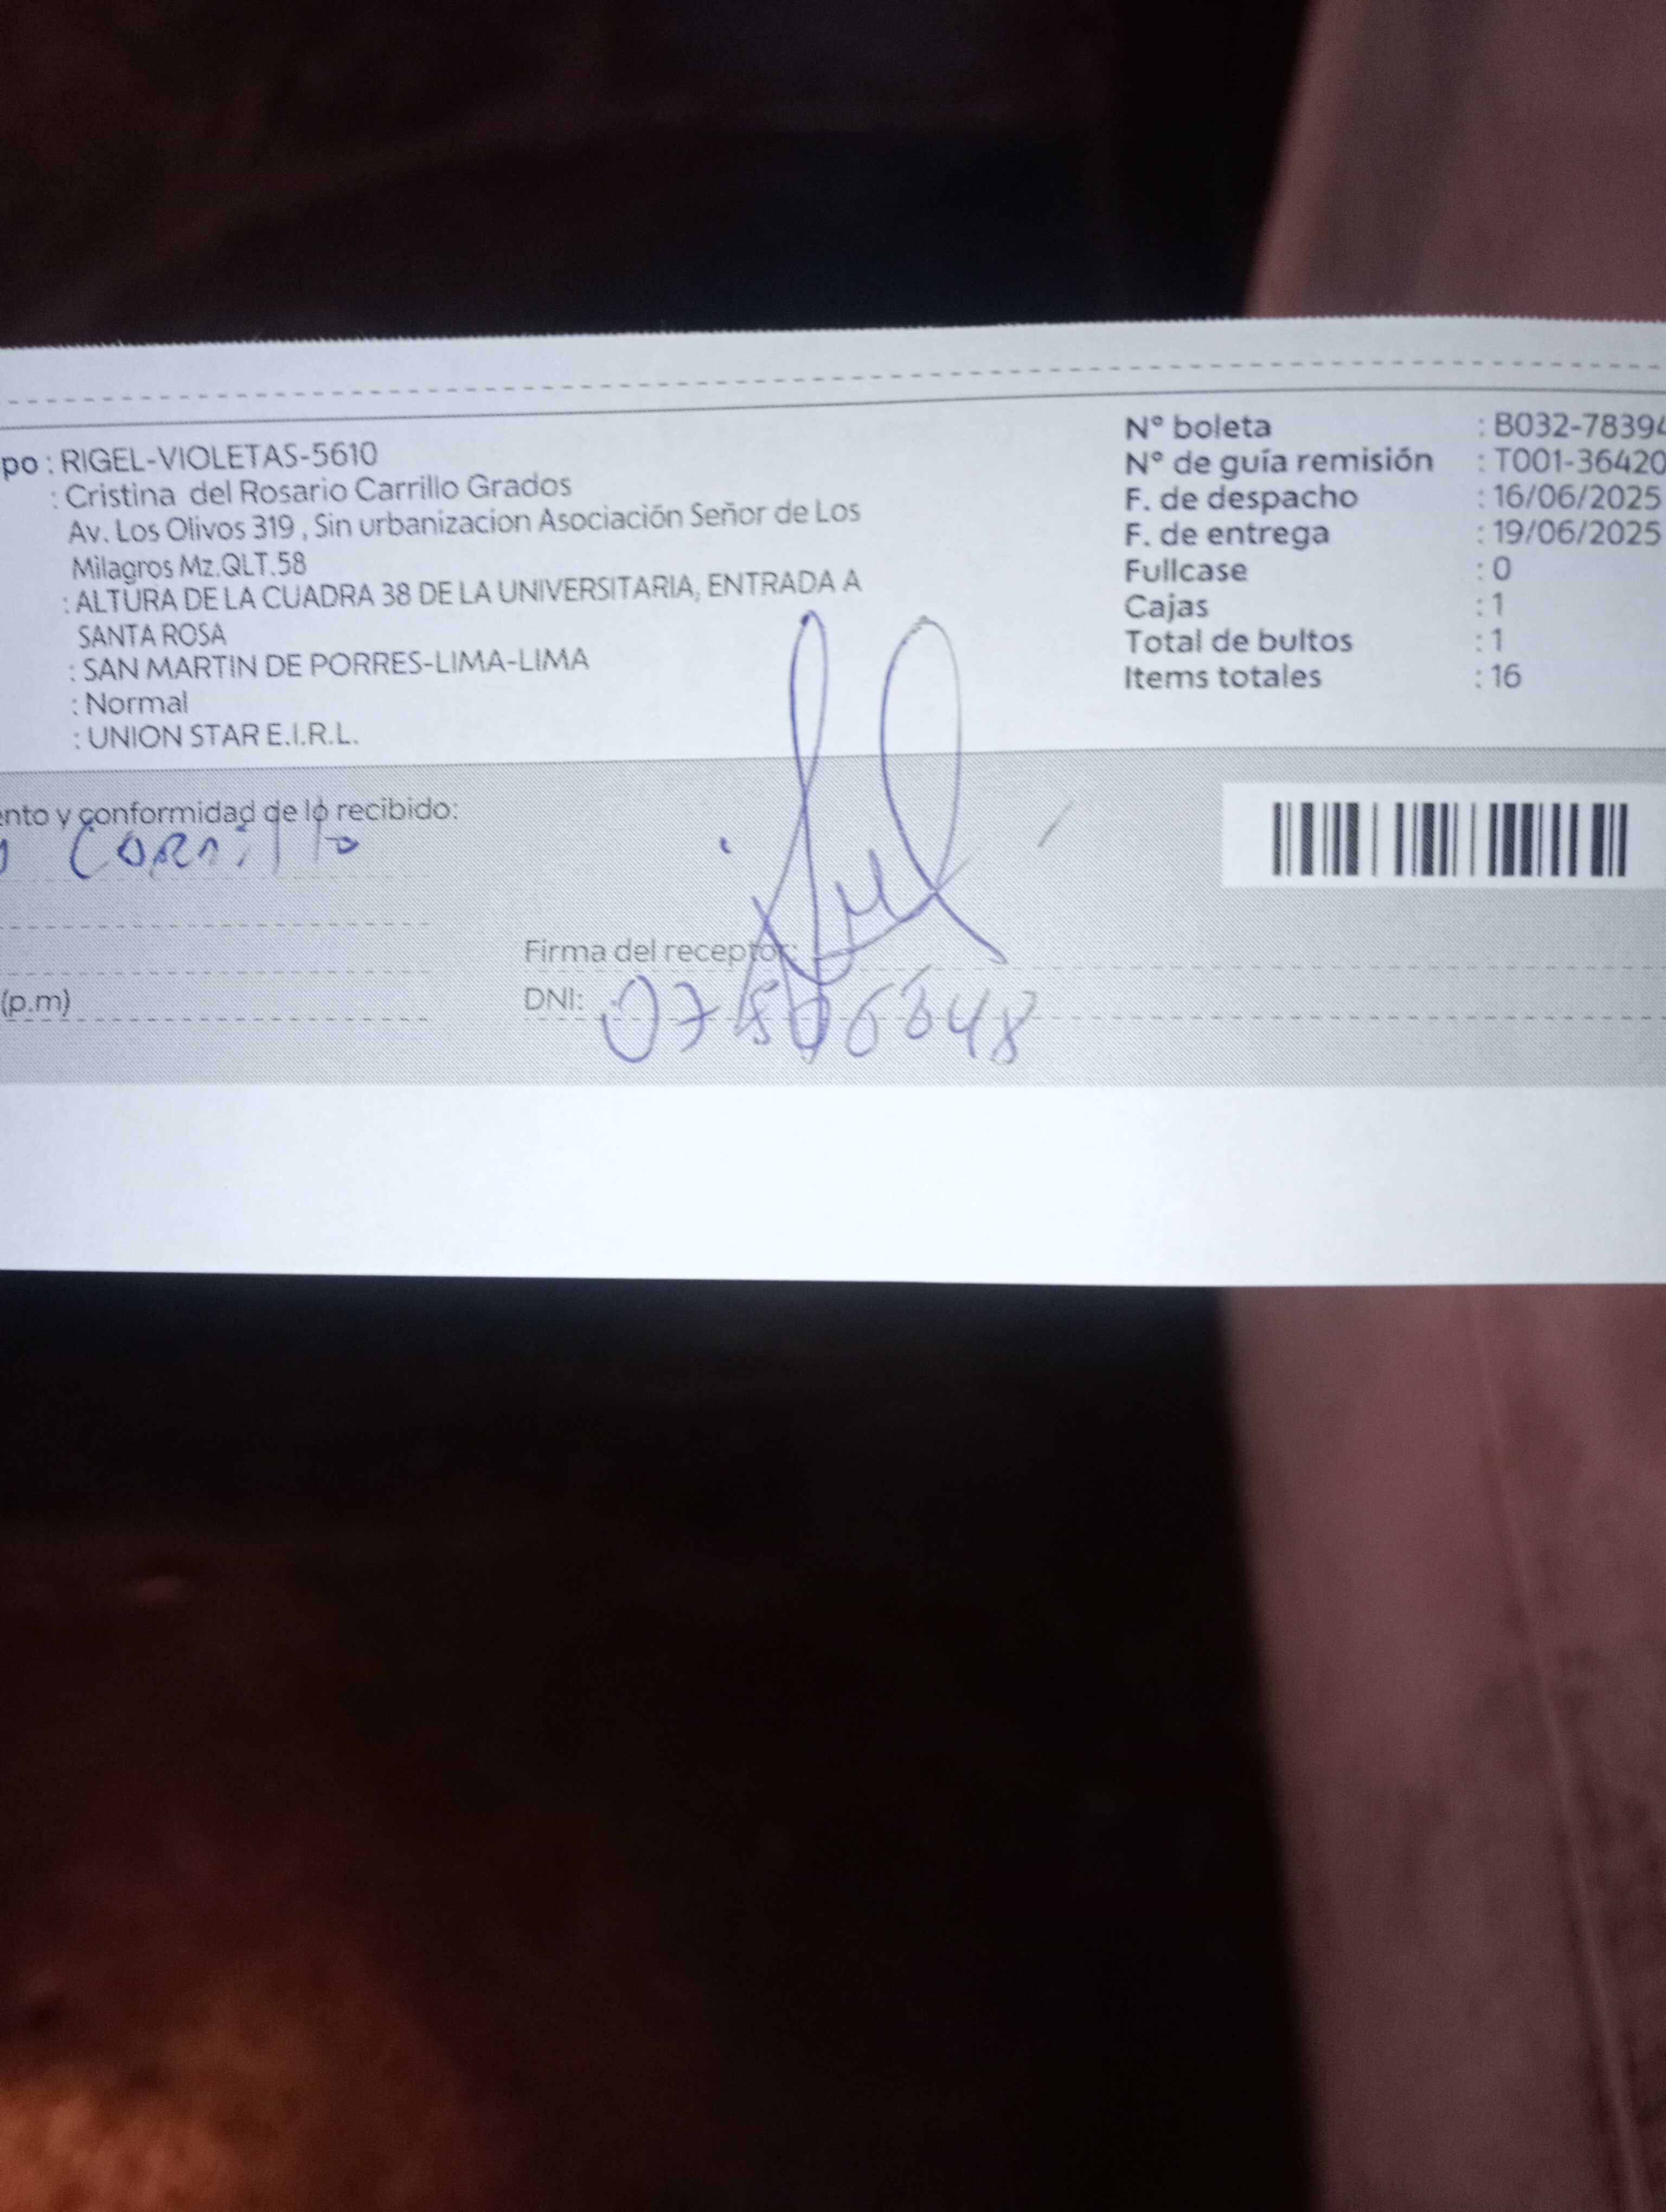 po : RIGEL-VIOLETAS-5610
: Cristina del Rosario Carrillo Grados
Av. Los Olivos 319 , Sin urbanizacion Asociación Señor de Los
Milagros Mz.QLT.58
: ALTURA DE LA CUADRA 38 DE LA UNIVERSITARIA, ENTRADA A
SANTA ROSA
: SAN MARTIN DE PORRES-LIMA-LIMA
: Normal
: UNION STAR E.I.R.L.
N° boleta : B032-78394
N° de guía remisión : T001-36420
F. de despacho : 16/06/2025
F. de entrega : 19/06/2025
Fullcase : 0
Cajas : 1
Total de bultos : 1
Items totales : 16
ento y conformidad de lo recibido:
Carrillo
Firma del receptor:
(p.m)
DNI: